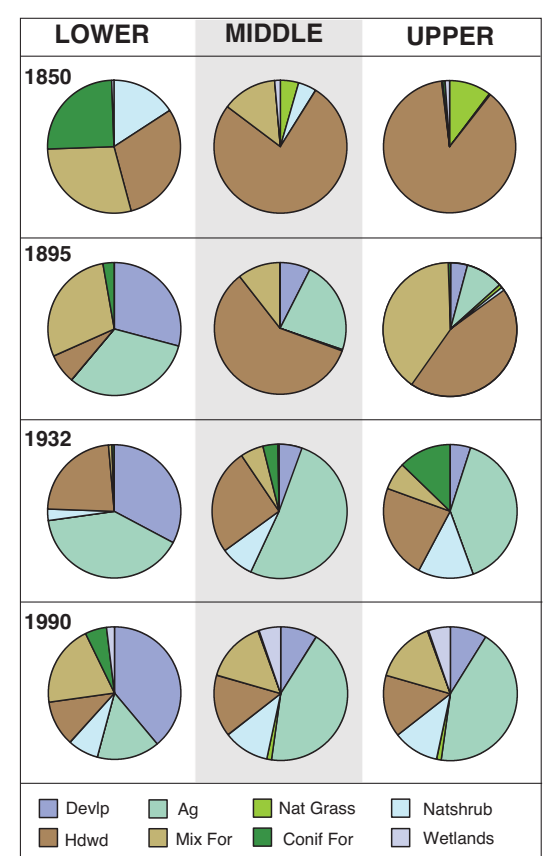 LOWER MIDDLE UPPER
1850
1895
1932
1990
Devlp Ag Nat Grass Natshrub
Hdwd Mix For Conif For Wetlands